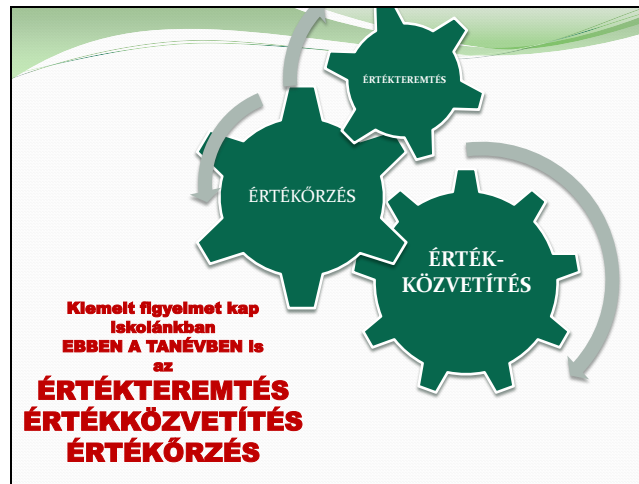 ÉRTÉKTEREMTÉS
ÉRTÉKŐRZÉS
ÉRTÉK-
KÖZVETÍTÉS
Kiemelt figyelmet kap
iskolánkban
EBBEN A TANÉVBEN is
az
ÉRTÉKTEREMTÉS
ÉRTÉKKÖZVETÍTÉS
ÉRTÉKŐRZÉS